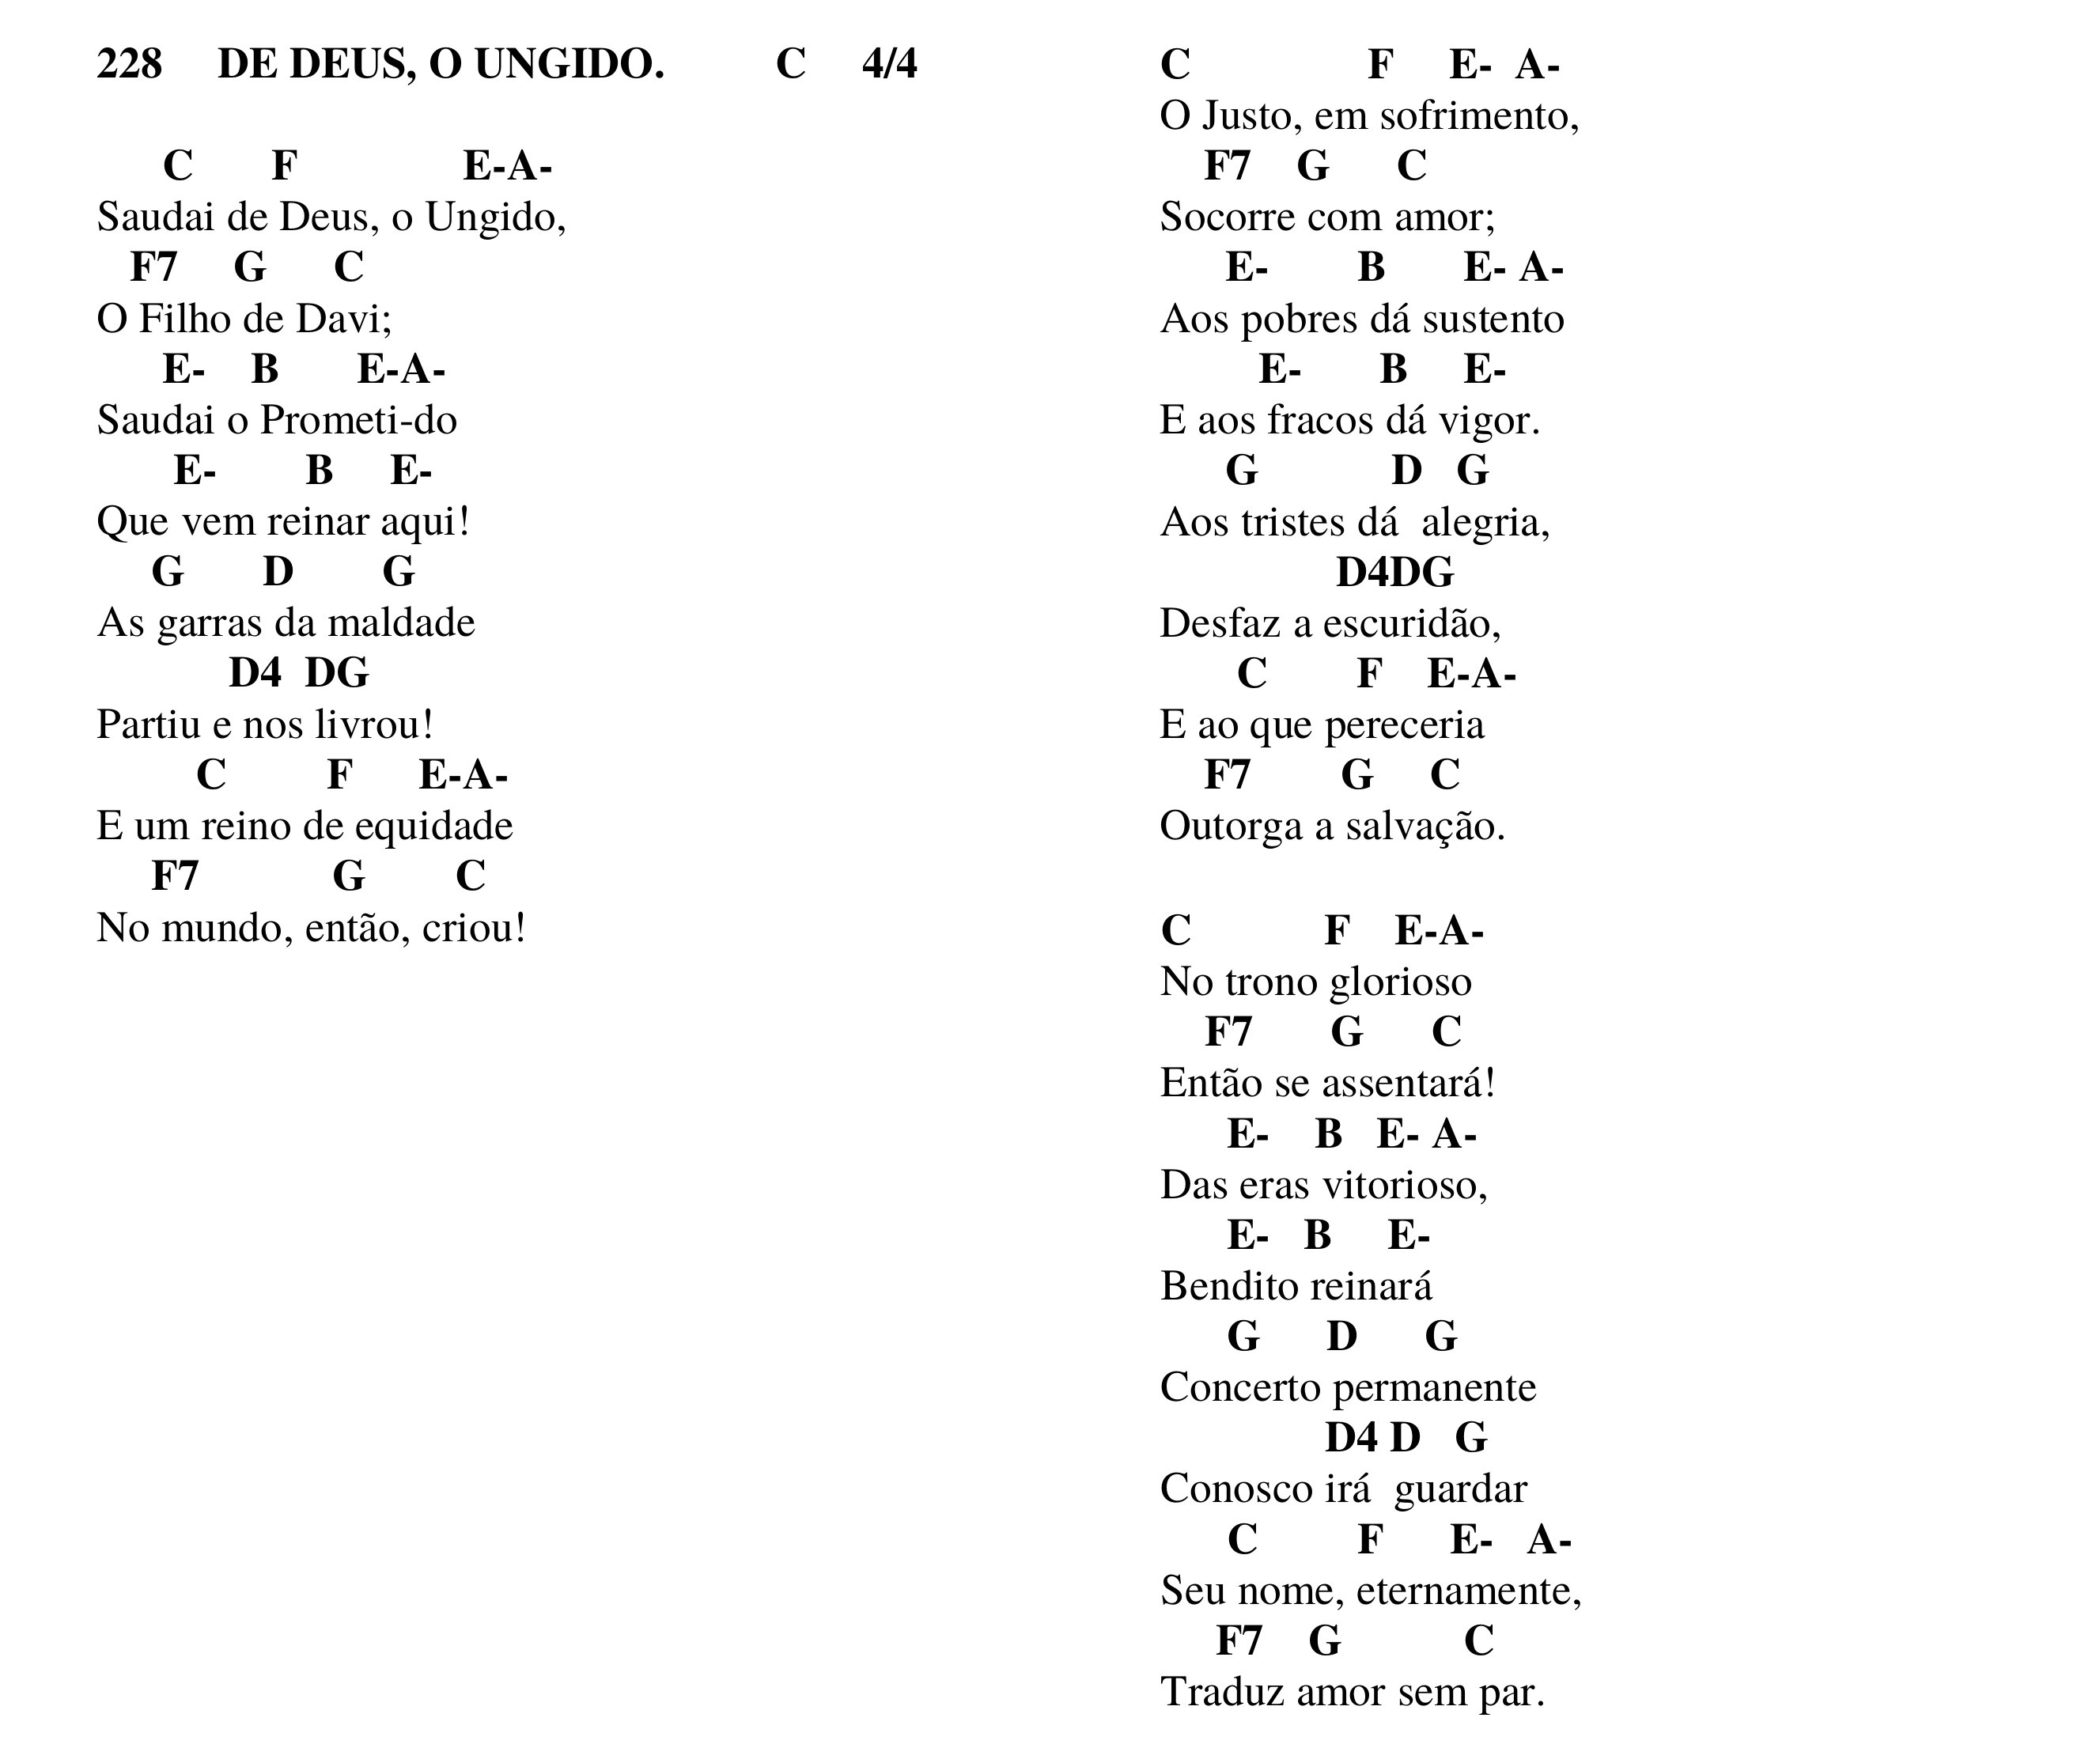 228 DE DEUS, O UNGIDO. C 4/4
C F E-A-
Saudai de Deus, o Ungido,
F7 G C
O Filho de Davi;
E- B E-A-
Saudai o Prometi-do
E- B E-
Que vem reinar aqui!
G D G
As garras da maldade
D4 DG
Partiu e nos livrou!
C F E-A-
E um reino de equidade
F7 G C
No mundo, então, criou!
C F E- A-
O Justo, em sofrimento,
F7 G C
Socorre com amor;
E- B E- A-
Aos pobres dá sustento
E- B E-
E aos fracos dá vigor.
G D G
Aos tristes dá alegria,
D4DG
Desfaz a escuridão,
C F E-A-
E ao que pereceria
F7 G C
Outorga a salvação.
C F E-A-
No trono glorioso
F7 G C
Então se assentará!
E- B E- A-
Das eras vitorioso,
E- B E-
Bendito reinará
G D G
Concerto permanente
D4 D G
Conosco irá guardar
C F E- A-
Seu nome, eternamente,
F7 G C
Traduz amor sem par.